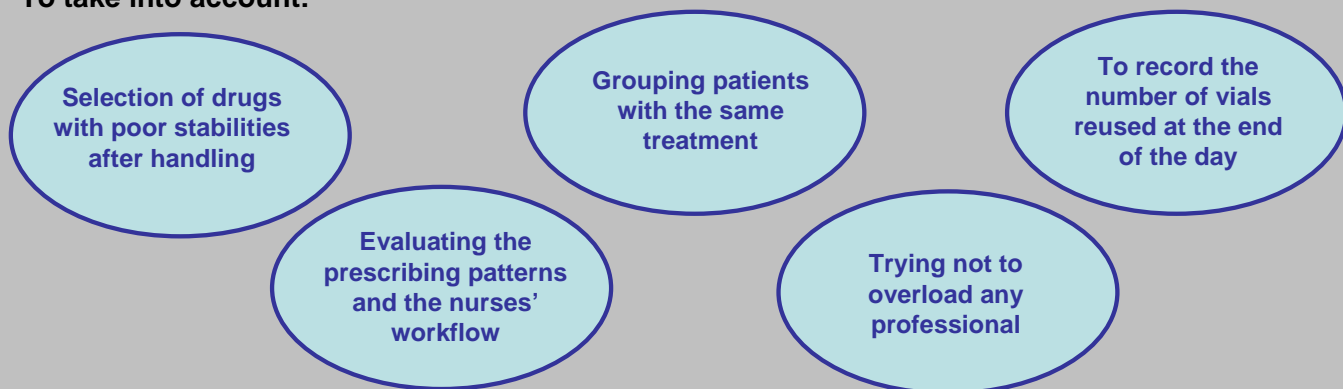 To take into account:
Selection of drugs
with poor stabilities
after handling
Evaluating the
prescribing patterns
and the nurses’
workflow
Grouping patients
with the same
treatment
Trying not to
overload any
professional
To record the
number of vials
reused at the end
of the day